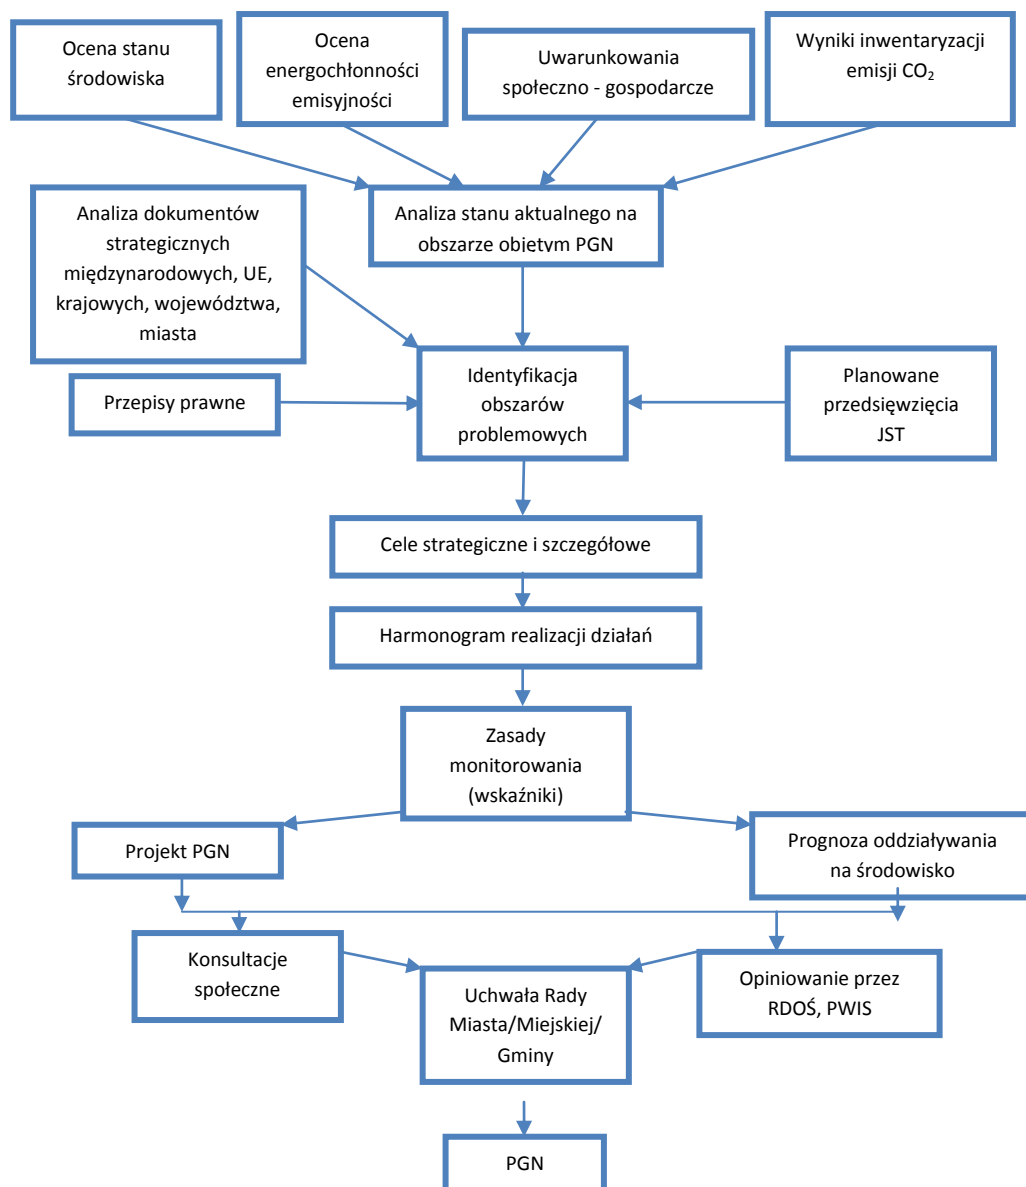 Ocena stanu
środowiska
Ocena
energochłonności
emisyjności
Uwarunkowania
społeczno - gospodarcze
Wyniki inwentaryzacji
emisji CO₂
Analiza dokumentów
strategicznych
międzynarodowych, UE,
krajowych, województwa,
miasta
Analiza stanu aktualnego na
obszarze objętym PGN
Przepisy prawne
Identyfikacja
obszarów
problemowych
Planowane
przedsięwzięcia
JST
Cele strategiczne i szczegółowe
Harmonogram realizacji działań
Zasady
monitorowania
(wskaźniki)
Projekt PGN
Prognoza oddziaływania
na środowisko
Konsultacje
społeczne
Uchwała Rady
Miasta/Miejskiej/
Gminy
Opiniowanie przez
RDOŚ, PWIS
PGN